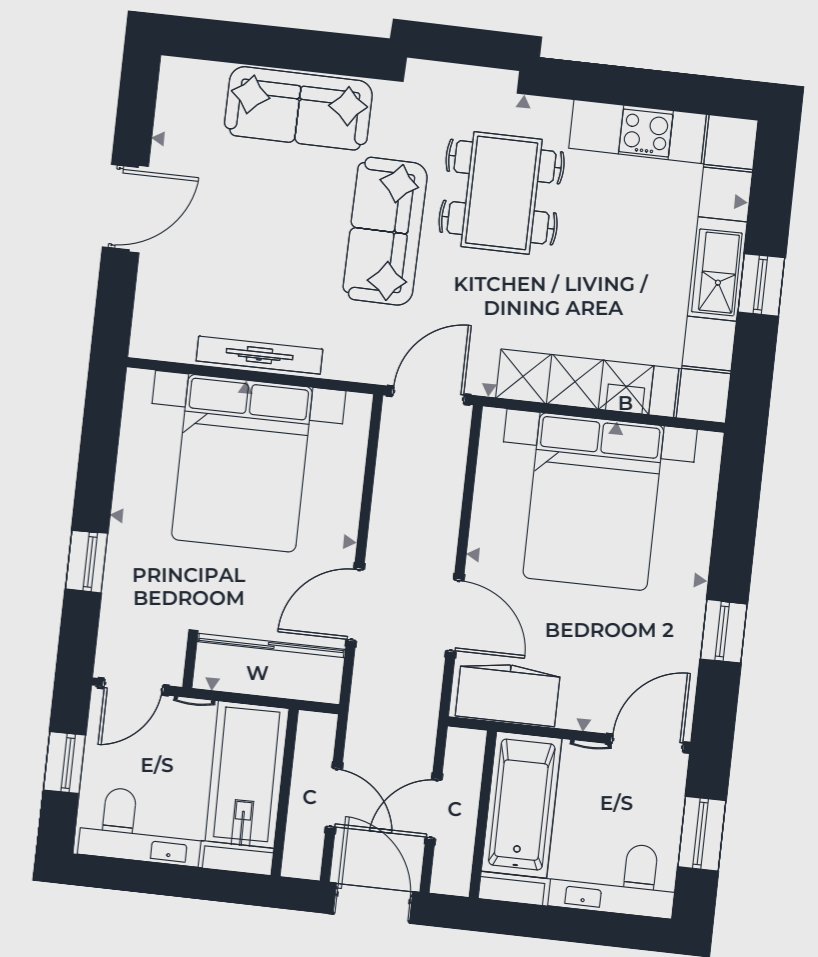 KITCHEN / LIVING /
DINING AREA
B
PRINCIPAL
BEDROOM
BEDROOM 2
W
E/S
C
C
E/S